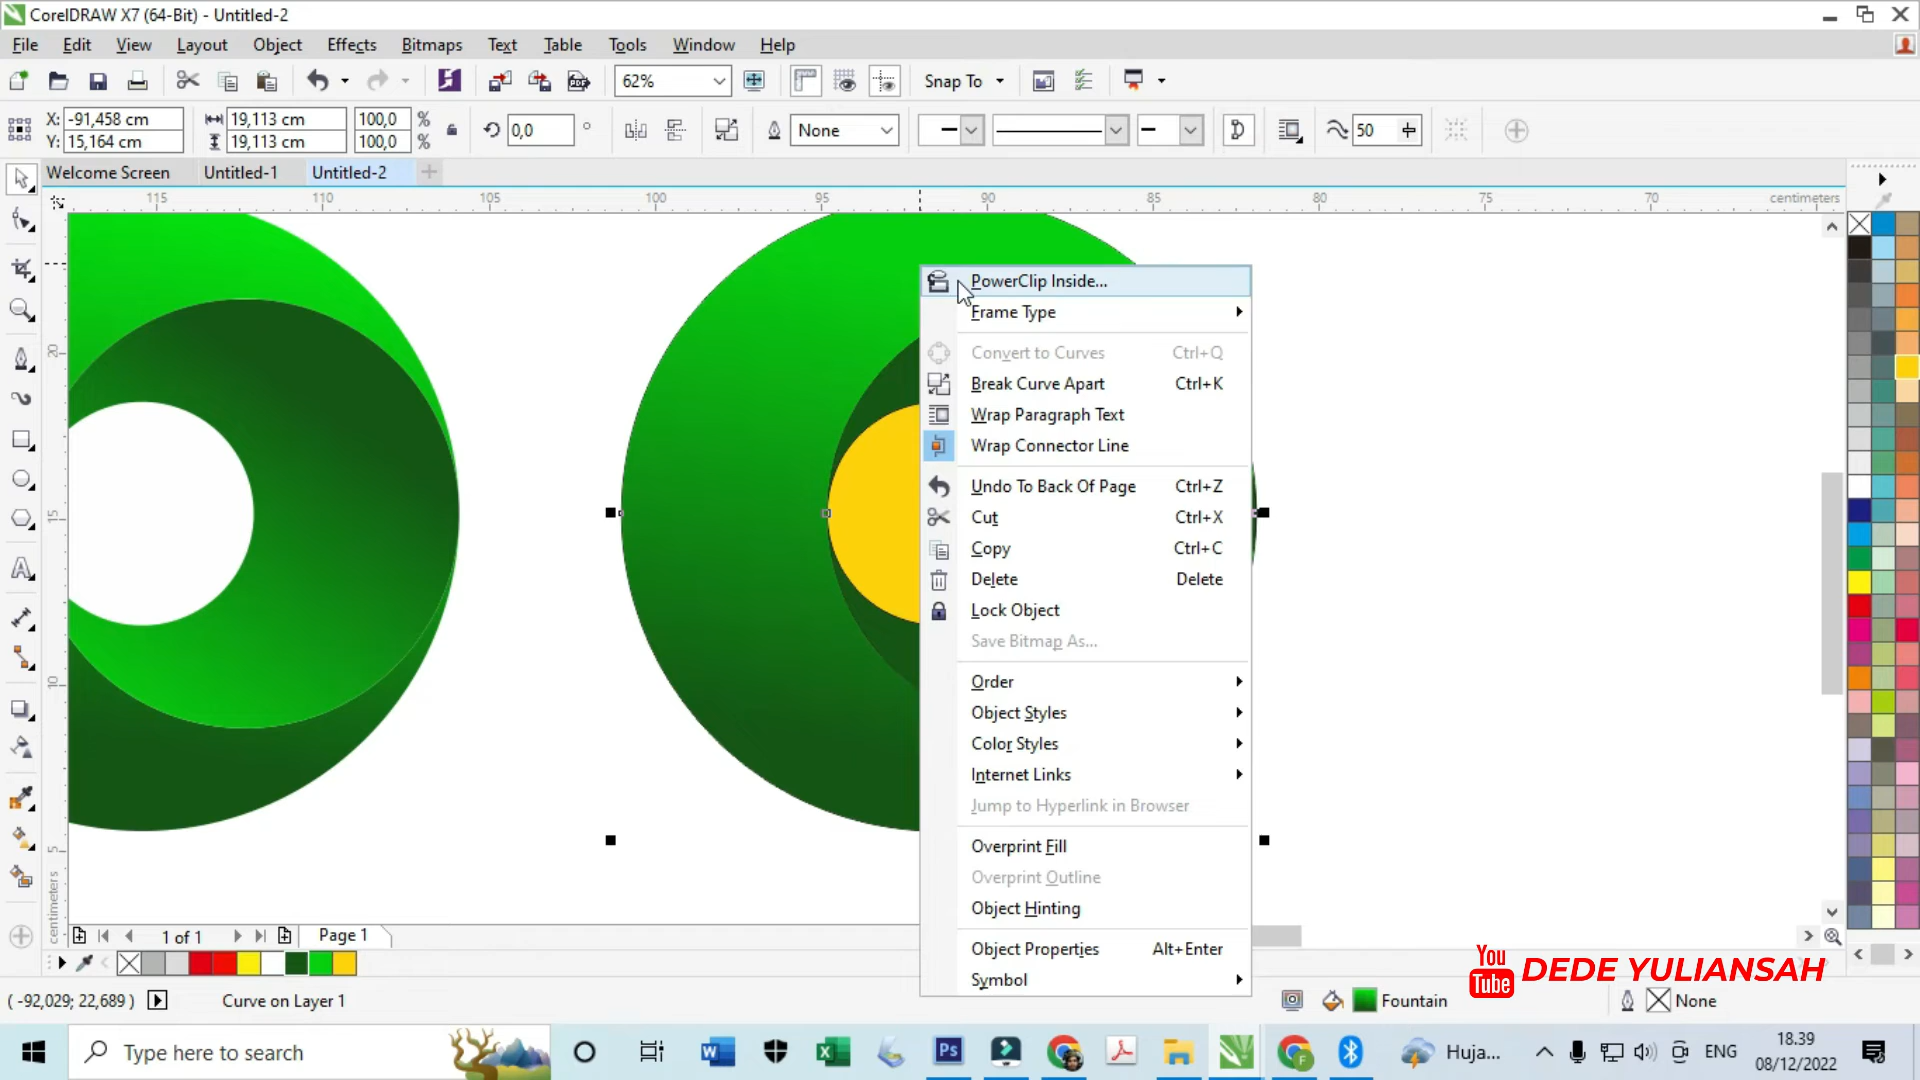 CorelDRAW X7 (64-Bit) - Untitled-2
File Edit View Layout Object Effects Bitmaps Text Table Tools Window Help
62% Snap To
X: -91,458 cm 19,113 cm 100,0 % 0,0 ° None 50
Y: 15,164 cm 19,113 cm 100,0 %
Welcome Screen Untitled-1 Untitled-2
115 110 105 100 95 90 85 80 75 70 centimeters
20
15
10
5
centimeters
PowerClip Inside...
Frame Type
Convert to Curves Ctrl+Q
Break Curve Apart Ctrl+K
Wrap Paragraph Text
Wrap Connector Line
Undo To Back Of Page Ctrl+Z
Cut Ctrl+X
Copy Ctrl+C
Delete Delete
Lock Object
Save Bitmap As...
Order
Object Styles
Color Styles
Internet Links
Jump to Hyperlink in Browser
Overprint Fill
Overprint Outline
Object Hinting
Object Properties Alt+Enter
Symbol
1 of 1 Page 1
You Tube DEDE YULIANSAH
( -92,029; 22,689 ) Curve on Layer 1 Fountain None
Type here to search Huja... ENG 18.39
08/12/2022